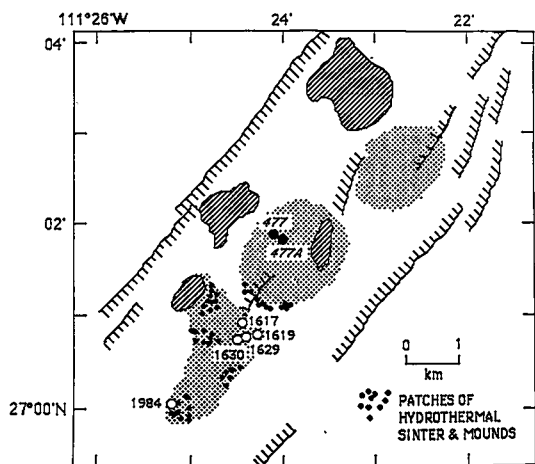 111°26'W 24' 22'
04'
02'
477
477A
1617
1619
1630 1629
0 1
km
1984
27°00'N
PATCHES OF
HYDROTHERMAL
SINTER & MOUNDS